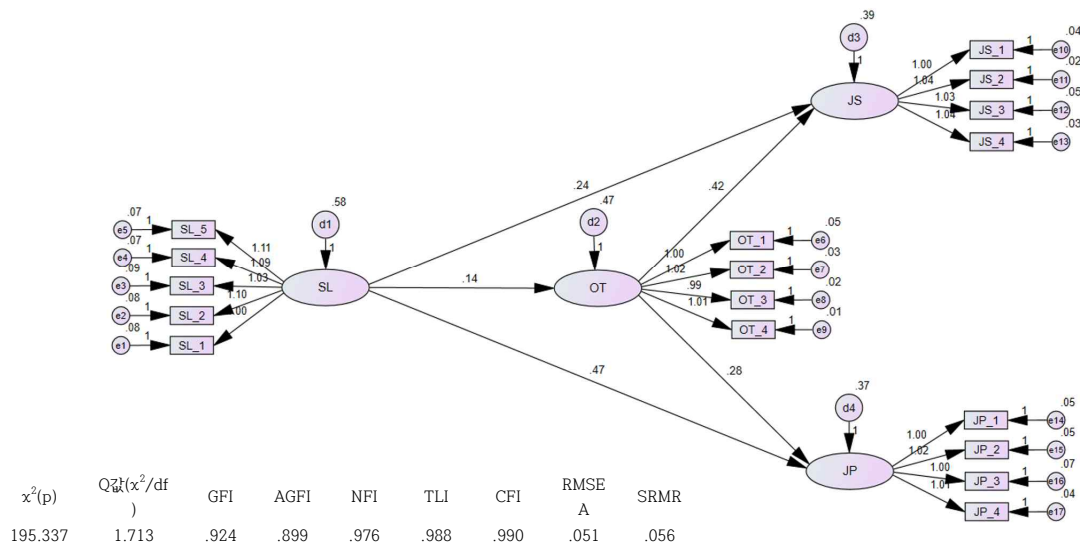 .39
d3
1
JS
1.00
1.04
1.03
1.04
JS_1
1
e10
.04
JS_2
1
e11
.02
JS_3
1
e12
.05
JS_4
1
e13
.03
.24
.42
.07
e5
1
SL_5
.07
e4
1
SL_4
.09
e3
1
SL_3
.08
e2
1
SL_2
.08
e1
1
SL_1
1.11
1.09
1.03
1.10
.00
.58
d1
1
SL
.14
.47
d2
1
OT
1.00
1.02
.99
1.01
OT_1
1
e6
.05
OT_2
1
e7
.03
OT_3
1
e8
.02
OT_4
1
e9
.01
.47
.28
.37
d4
1
JP
1.00
1.02
1.00
1.01
JP_1
1
e14
.05
JP_2
1
e15
.05
JP_3
1
e16
.07
JP_4
1
e17
.04
χ²(p) Q값(χ²/df) GFI AGFI NFI TLI CFI RMSEA SRMR
195.337 1.713 .924 .899 .976 .988 .990 .051 .056